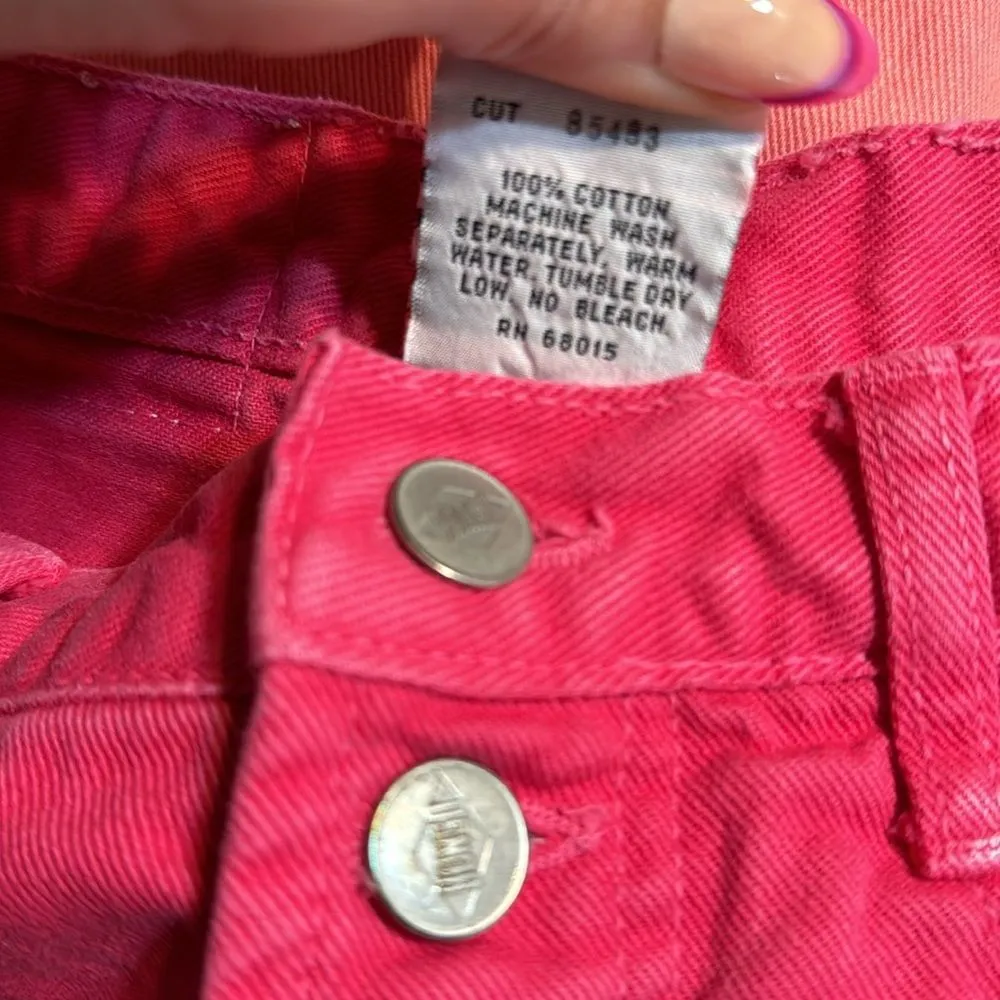 CUT 85483
100% COTTON
MACHINE WASH
SEPARATELY, WARM
WATER, TUMBLE DRY
LOW, NO BLEACH.
RN 68015